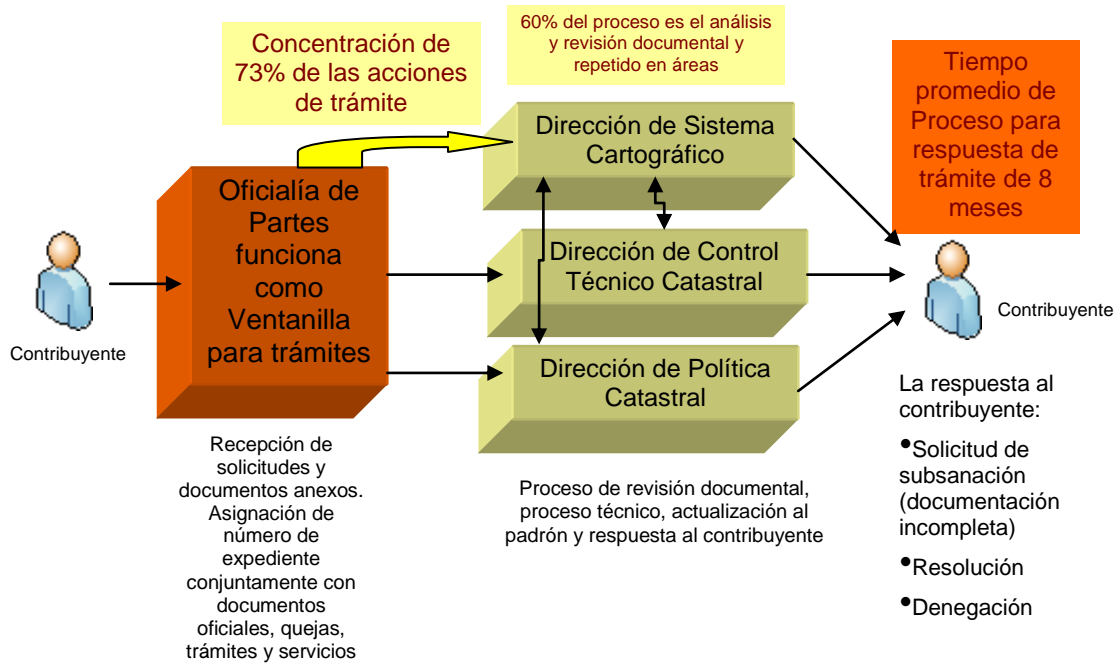 Concentración de
73% de las acciones
de trámite
60% del proceso es el análisis
y revisión documental y
repetido en áreas
Tiempo
promedio de
Proceso para
respuesta de
trámite de 8
meses
Contribuyente
Oficialía de
Partes
funciona
como
Ventanilla
para trámites
Dirección de Sistema
Cartográfico
Dirección de Control
Técnico Catastral
Dirección de Política
Catastral
Contribuyente
Recepción de
solicitudes y
documentos anexos.
Asignación de
número de
expediente
conjuntamente con
documentos
oficiales, quejas,
trámites y servicios
Proceso de revisión documental,
proceso técnico, actualización al
padrón y respuesta al contribuyente
La respuesta al
contribuyente:
•Solicitud de
subsanación
(documentación
incompleta)
•Resolución
•Denegación